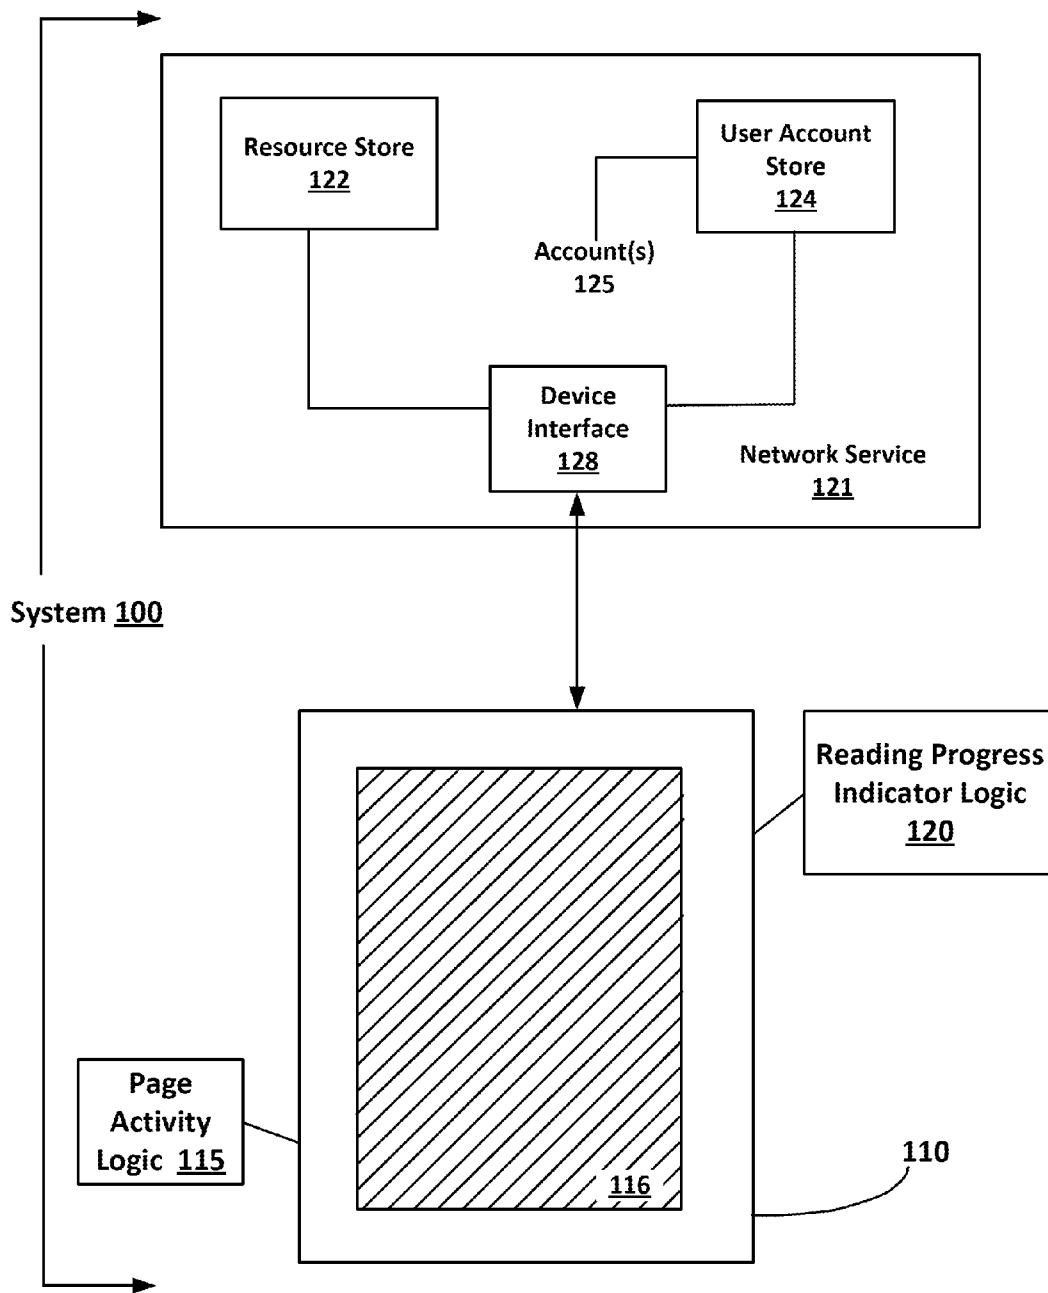 Resource Store
122
User Account
Store
124
Account(s)
125
Device
Interface
128
Network Service
121
System 100
Reading Progress
Indicator Logic
120
Page
Activity
Logic 115
116
110